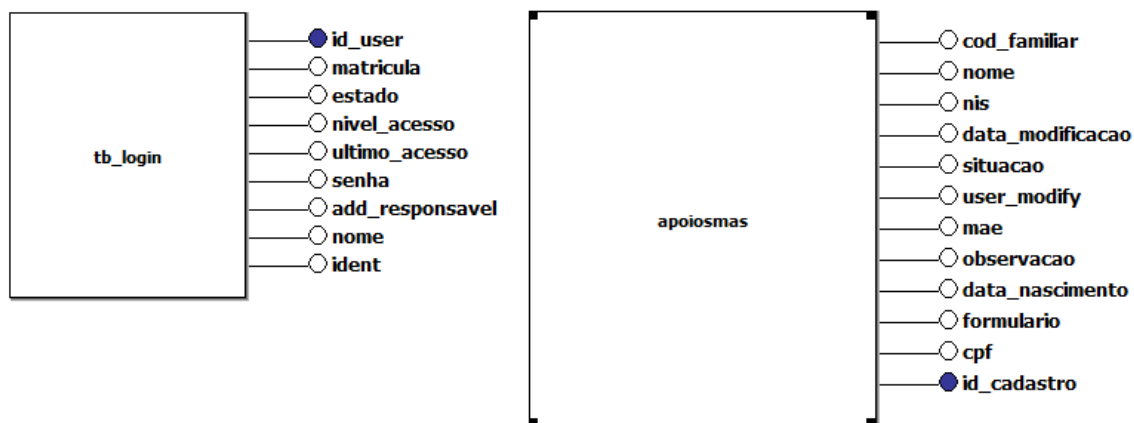 tb_login
id_user
matricula
estado
nivel_acesso
ultimo_acesso
senha
add_responsavel
nome
ident
apoiosmas
cod_familiar
nome
nis
data_modificacao
situacao
user_modify
mae
observacao
data_nascimento
formulario
cpf
id_cadastro